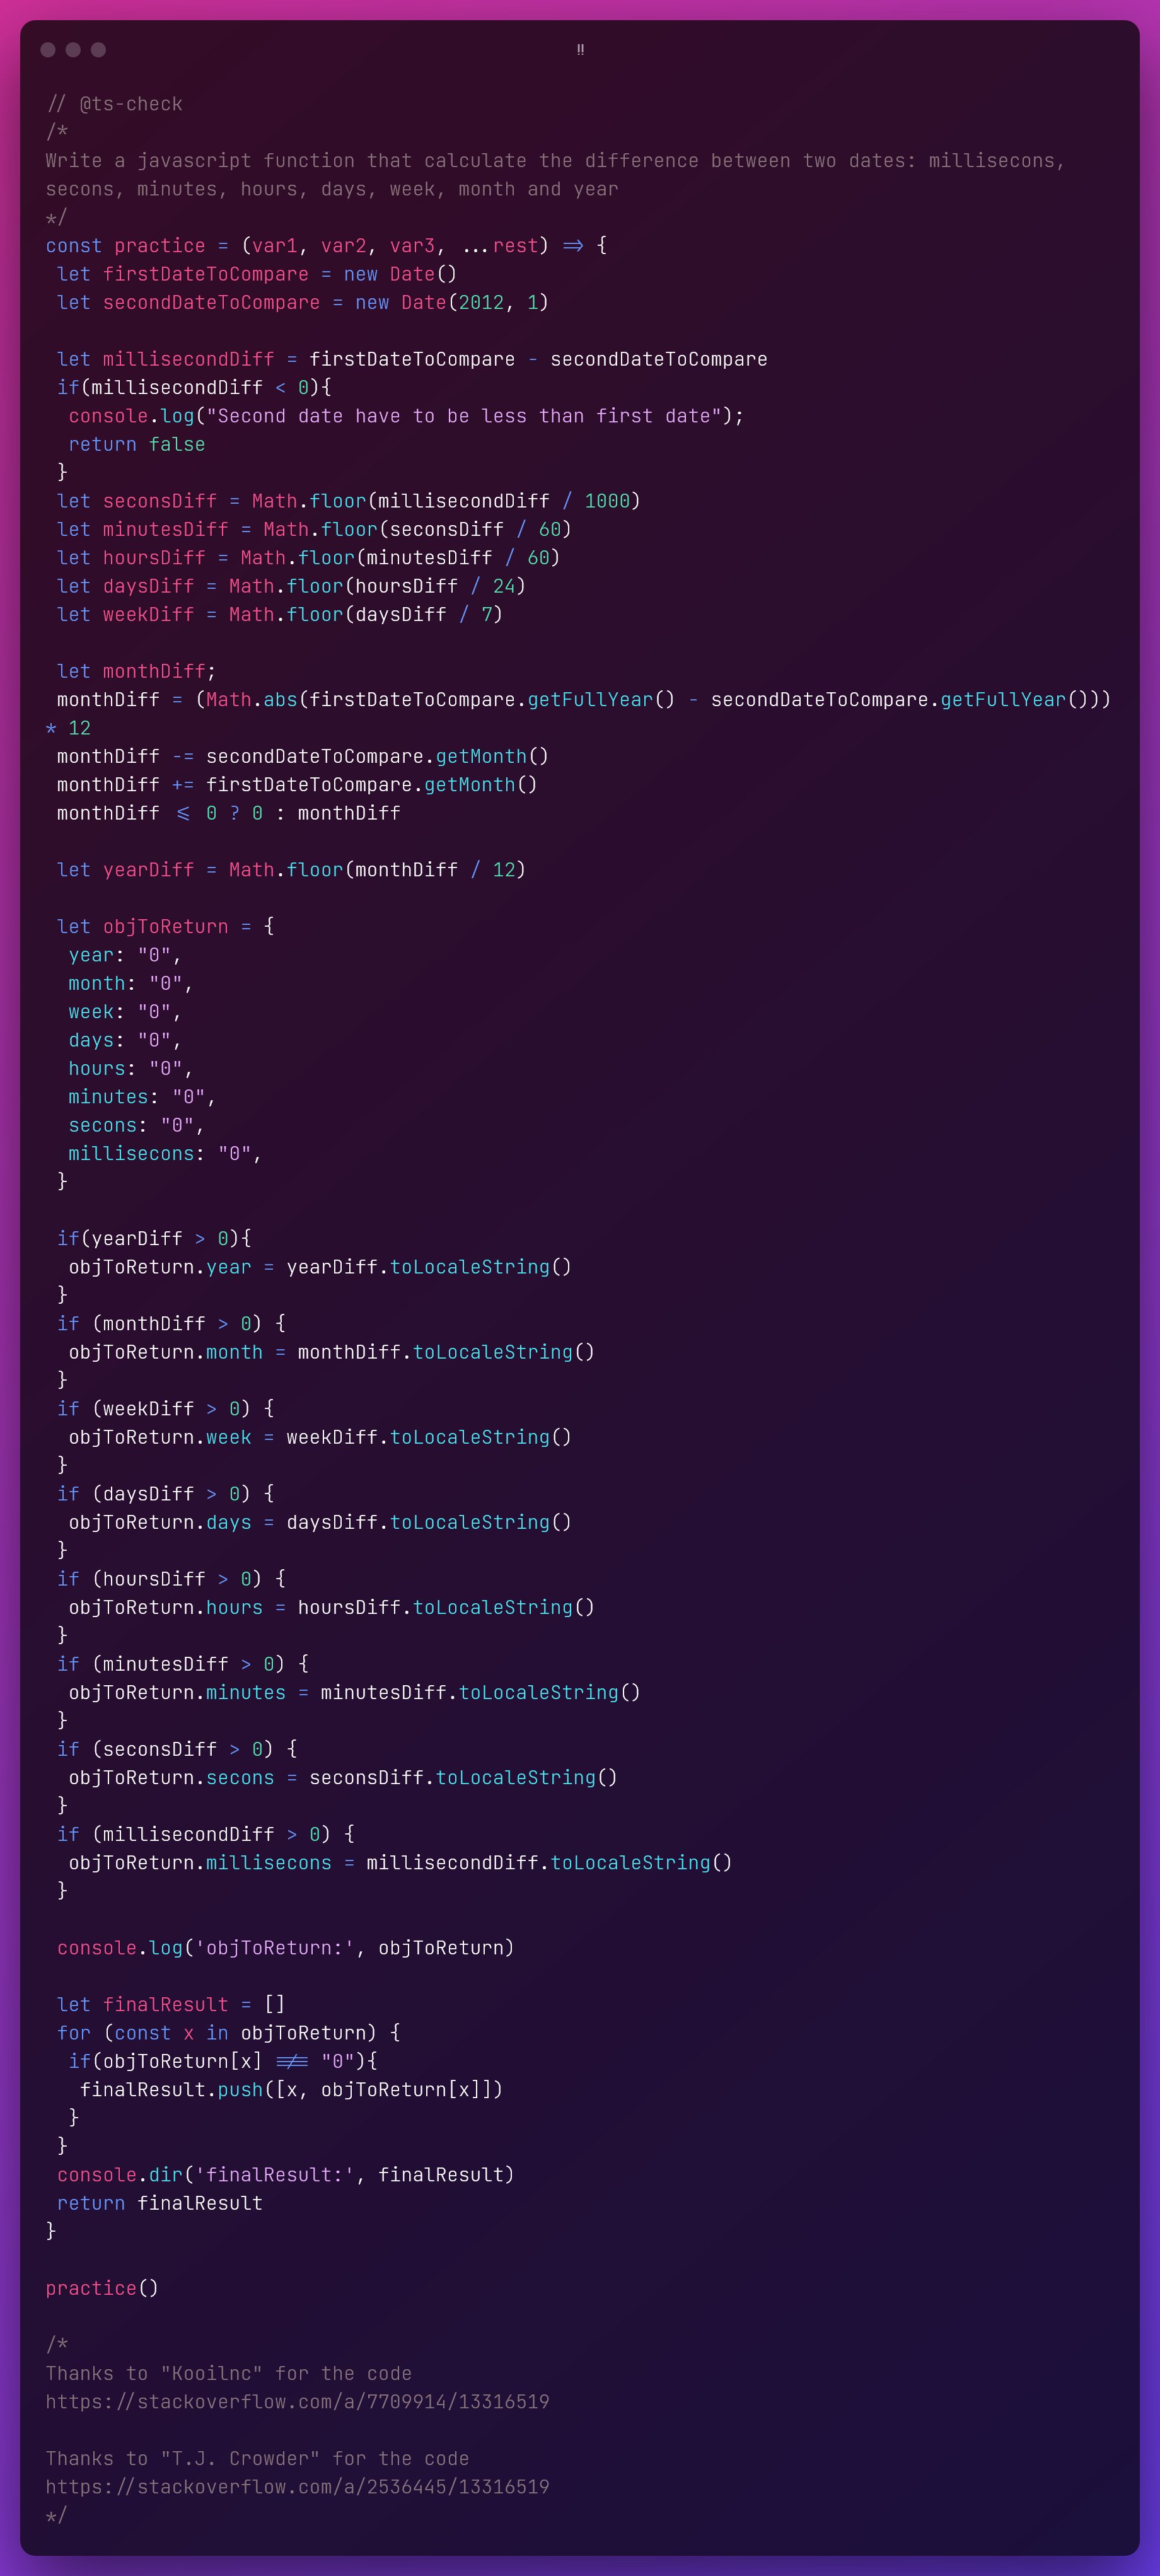 !!
// @ts-check
/*
Write a javascript function that calculate the difference between two dates: millisecons,
secons, minutes, hours, days, week, month and year
*/
const practice = (var1, var2, var3, ...rest) => {
 let firstDateToCompare = new Date()
 let secondDateToCompare = new Date(2012, 1)

 let millisecondDiff = firstDateToCompare - secondDateToCompare
 if(millisecondDiff < 0){
  console.log("Second date have to be less than first date");
  return false
 }
 let seconsDiff = Math.floor(millisecondDiff / 1000)
 let minutesDiff = Math.floor(seconsDiff / 60)
 let hoursDiff = Math.floor(minutesDiff / 60)
 let daysDiff = Math.floor(hoursDiff / 24)
 let weekDiff = Math.floor(daysDiff / 7)

 let monthDiff;
 monthDiff = (Math.abs(firstDateToCompare.getFullYear() - secondDateToCompare.getFullYear()))
* 12
 monthDiff -= secondDateToCompare.getMonth()
 monthDiff += firstDateToCompare.getMonth()
 monthDiff <= 0 ? 0 : monthDiff

 let yearDiff = Math.floor(monthDiff / 12)

 let objToReturn = {
  year: "0",
  month: "0",
  week: "0",
  days: "0",
  hours: "0",
  minutes: "0",
  secons: "0",
  millisecons: "0",
 }

 if(yearDiff > 0){
  objToReturn.year = yearDiff.toLocaleString()
 }
 if (monthDiff > 0) {
  objToReturn.month = monthDiff.toLocaleString()
 }
 if (weekDiff > 0) {
  objToReturn.week = weekDiff.toLocaleString()
 }
 if (daysDiff > 0) {
  objToReturn.days = daysDiff.toLocaleString()
 }
 if (hoursDiff > 0) {
  objToReturn.hours = hoursDiff.toLocaleString()
 }
 if (minutesDiff > 0) {
  objToReturn.minutes = minutesDiff.toLocaleString()
 }
 if (seconsDiff > 0) {
  objToReturn.secons = seconsDiff.toLocaleString()
 }
 if (millisecondDiff > 0) {
  objToReturn.millisecons = millisecondDiff.toLocaleString()
 }

 console.log('objToReturn:', objToReturn)

 let finalResult = []
 for (const x in objToReturn) {
  if(objToReturn[x] !== "0"){
   finalResult.push([x, objToReturn[x]])
  }
 }
 console.dir('finalResult:', finalResult)
 return finalResult
}

practice()

/*
Thanks to "Kooilnc" for the code
https://stackoverflow.com/a/7709914/13316519

Thanks to "T.J. Crowder" for the code
https://stackoverflow.com/a/2536445/13316519
*/